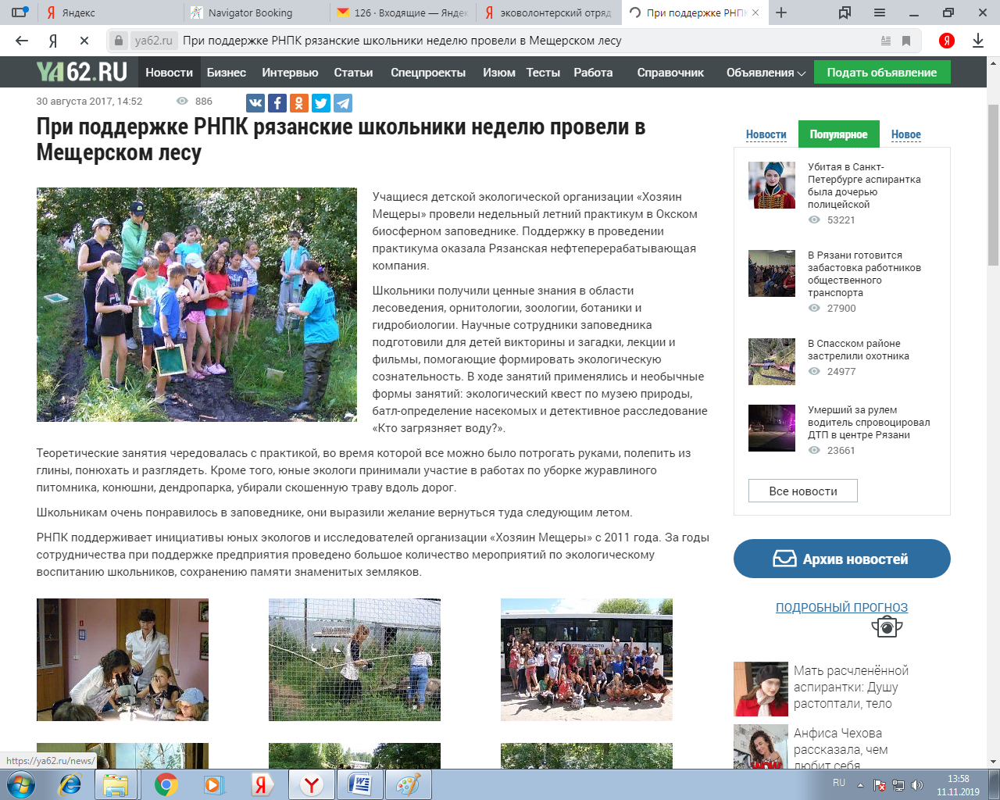 Яндекс
Navigator Booking
126 · Входящие — Яндекс
эковолонтерский отряд
При поддержке РНПК
ya62.ru При поддержке РНПК рязанские школьники неделю провели в Мещерском лесу
YA62.RU Новости Бизнес Интервью Статьи Спецпроекты Изюм Тесты Работа Справочник Объявления Подать объявление
30 августа 2017, 14:52 886
При поддержке РНПК рязанские школьники неделю провели в
Мещерском лесу
Учащиеся детской экологической организации «Хозяин
Мещеры» провели недельный летний практикум в Окском
биосферном заповеднике. Поддержку в проведении
практикума оказала Рязанская нефтеперерабатывающая
компания.
Школьники получили ценные знания в области
лесоведения, орнитологии, зоологии, ботаники и
гидробиологии. Научные сотрудники заповедника
подготовили для детей викторины и загадки, лекции и
фильмы, помогающие формировать экологическую
сознательность. В ходе занятий применялись и необычные
формы занятий: экологический квест по музею природы,
батл-определение насекомых и детективное расследование
«Кто загрязняет воду?».
Теоретические занятия чередовалась с практикой, во время которой все можно было потрогать руками, полепить из
глины, понюхать и разглядеть. Кроме того, юные экологи принимали участие в работах по уборке журавлиного
питомника, конюшни, дендропарка, убирали скошенную траву вдоль дорог.
Школьникам очень понравилось в заповеднике, они выразили желание вернуться туда следующим летом.
РНПК поддерживает инициативы юных экологов и исследователей организации «Хозяин Мещеры» с 2011 года. За годы
сотрудничества при поддержке предприятия проведено большое количество мероприятий по экологическому
воспитанию школьников, сохранению памяти знаменитых земляков.
Новости Популярное Новое
Убитая в Санкт-
Петербурге аспирантка
была дочерью
полицейской
53221
В Рязани готовится
забастовка работников
общественного
транспорта
27900
В Спасском районе
застрелили охотника
24977
Умерший за рулем
водитель спровоцировал
ДТП в центре Рязани
23661
Все новости
Архив новостей
ПОДРОБНЫЙ ПРОГНОЗ
Мать расчленённой
аспирантки: Душу
растоптали, тело
Анфиса Чехова
рассказала, чем
любит себя
https://ya62.ru/news/
RU
13:58
11.11.2019